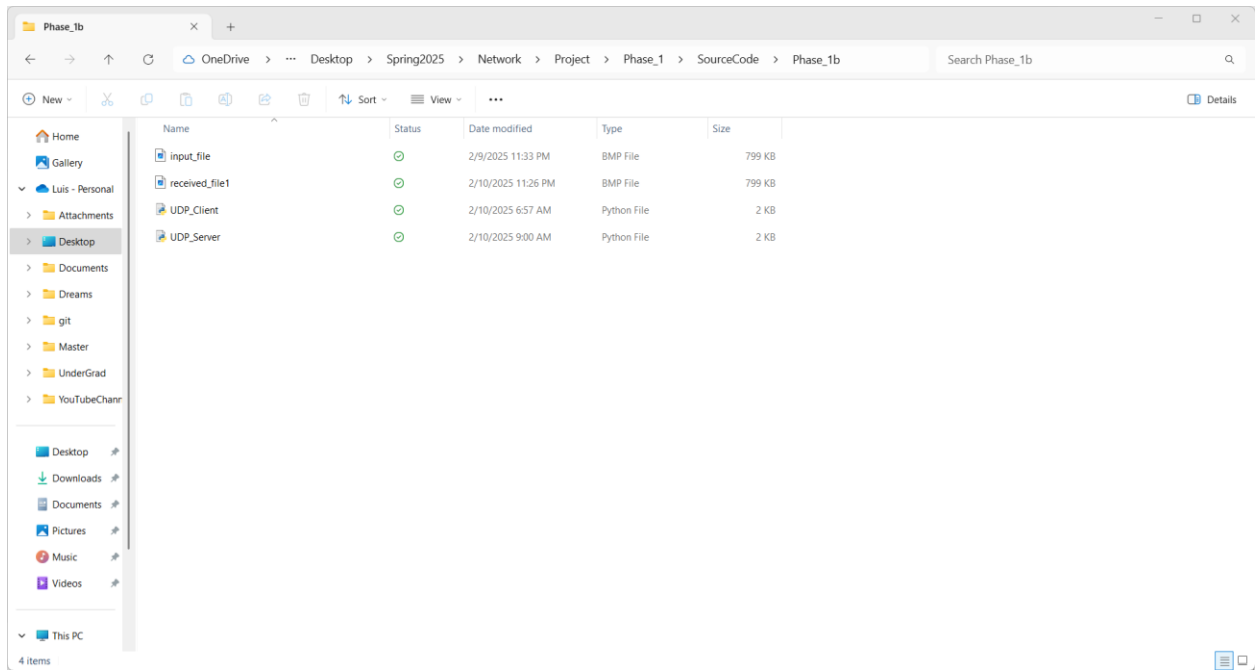 Phase_1b
OneDrive > ... Desktop > Spring2025 > Network > Project > Phase_1 > SourceCode > Phase_1b
Search Phase_1b
New
Sort
View
...
Details
Home
Gallery
Luis - Personal
Attachments
Desktop
Documents
Dreams
git
Master
UnderGrad
YouTubeChanr
Desktop
Downloads
Documents
Pictures
Music
Videos
This PC
Name Status Date modified Type Size
input_file 2/9/2025 11:33 PM BMP File 799 KB
received_file1 2/10/2025 11:26 PM BMP File 799 KB
UDP_Client 2/10/2025 6:57 AM Python File 2 KB
UDP_Server 2/10/2025 9:00 AM Python File 2 KB
4 items